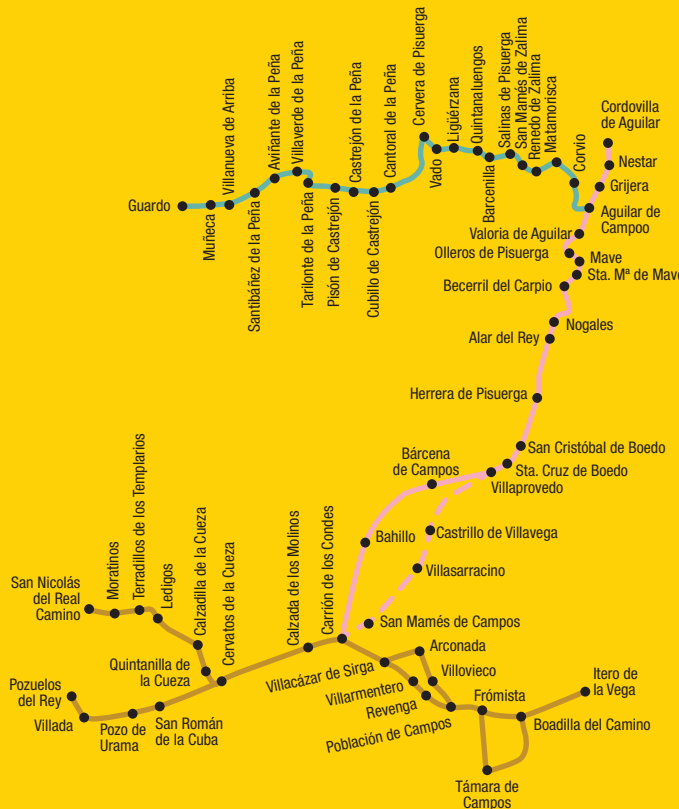 Guardo
Muñeca
Villanueva de Arriba
Santibáñez de la Peña
Aviñante de la Peña
Villaverde de la Peña
Tarilonte de la Peña
Pisón de Castrejón
Castrejón de la Peña
Cubillo de Castrejón
Cantoral de la Peña
Cervera de Pisuerga
Vado
Ligüérzana
Quintanaluengos
Barcenilla
Salinas de Pisuerga
San Mamés de Zalima
Renedo de Zalima
Matamorisca
Corvio
Cordovilla
de Aguilar
Nestar
Grijera
Aguilar de
Campoo
Valoria de Aguilar
Olleros de Pisuerga
Mave
Sta. Mª de Mave
Becerril del Carpio
Nogales
Alar del Rey
Herrera de Pisuerga
San Cristóbal de Boedo
Sta. Cruz de Boedo
Villaprovedo
Bárcena
de Campos
Castrillo de Villavega
Bahillo
Villasarracino
San Mamés de Campos
Carrión de los Condes
Calzada de los Molinos
Cervatos de la Cueza
Calzadilla de la Cueza
Quintanilla de
la Cueza
Ledigos
Terradillos de los Templarios
Moratinos
San Nicolás
del Real
Camino
Pozuelos
del Rey
Villada
Pozo de
Urama
San Román
de la Cuba
Villacázar de Sirga
Arconada
Villovieco
Villarmentero
Revenga
Población de Campos
Frómista
Itero de
la Vega
Boadilla del Camino
Támara de
Campos